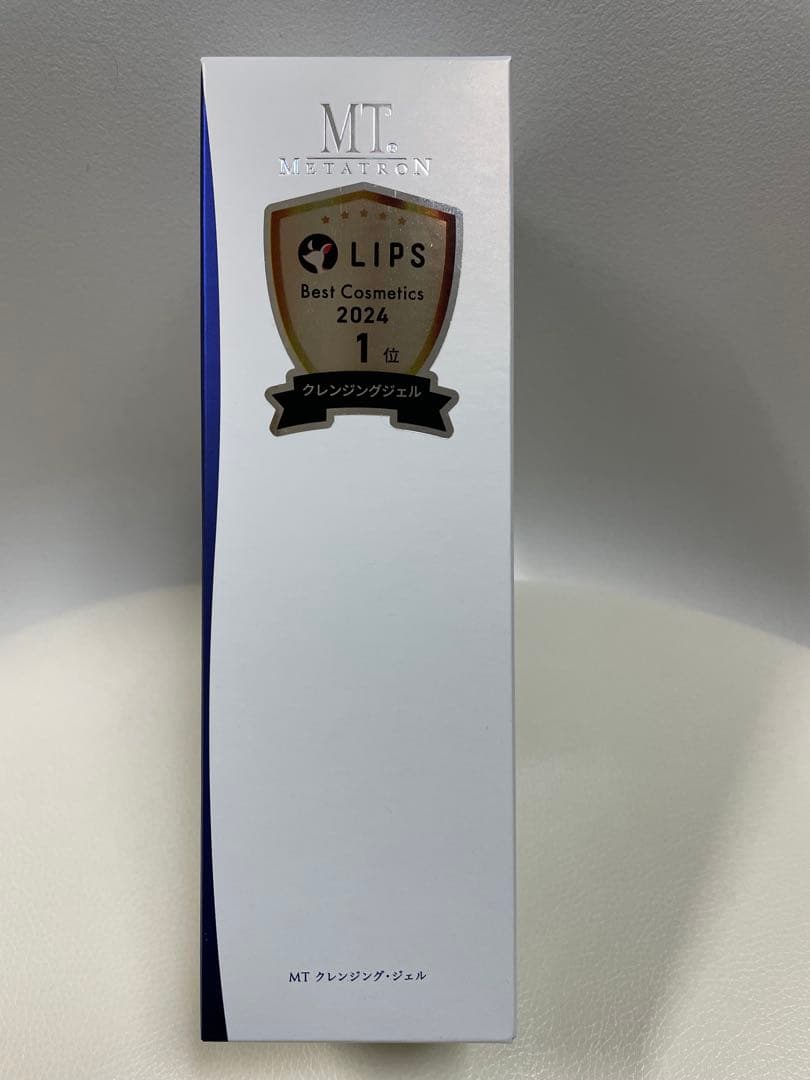 MT®
METATRON
LIPS
Best Cosmetics
2024
1位
クレンジングジェル
MT クレンジング・ジェル